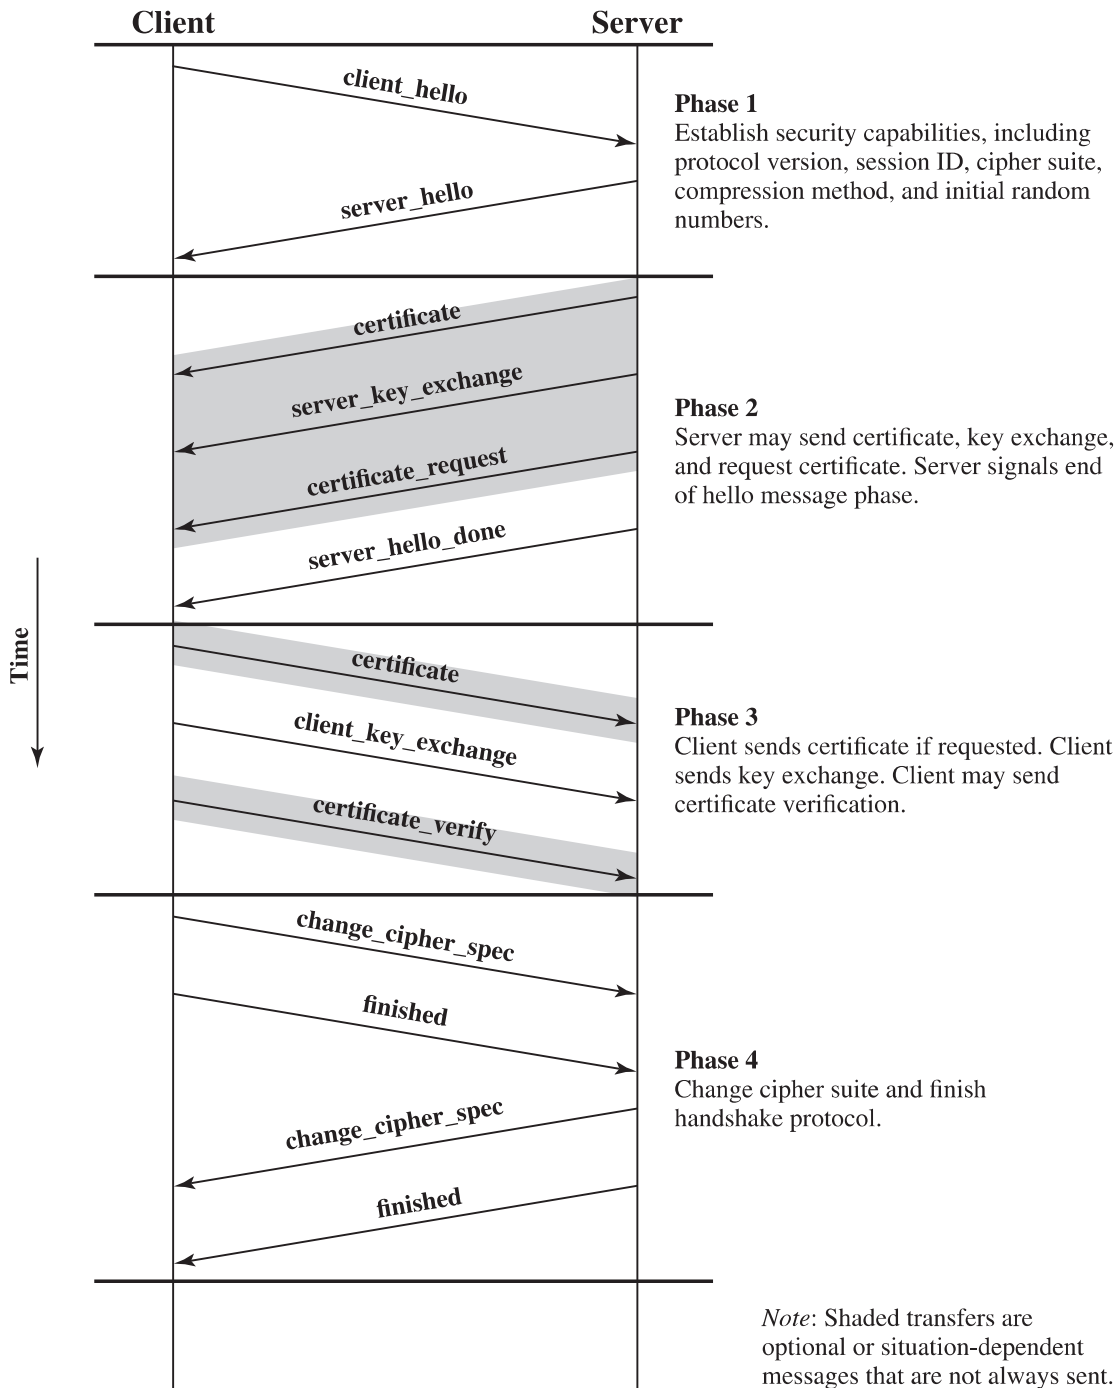 Client
Server
client_hello
server_hello
Phase 1
Establish security capabilities, including
protocol version, session ID, cipher suite,
compression method, and initial random
numbers.
certificate
server_key_exchange
certificate_request
server_hello_done
Phase 2
Server may send certificate, key exchange,
and request certificate. Server signals end
of hello message phase.
Time
certificate
client_key_exchange
certificate_verify
Phase 3
Client sends certificate if requested. Client
sends key exchange. Client may send
certificate verification.
change_cipher_spec
finished
change_cipher_spec
finished
Phase 4
Change cipher suite and finish
handshake protocol.
Note: Shaded transfers are
optional or situation-dependent
messages that are not always sent.